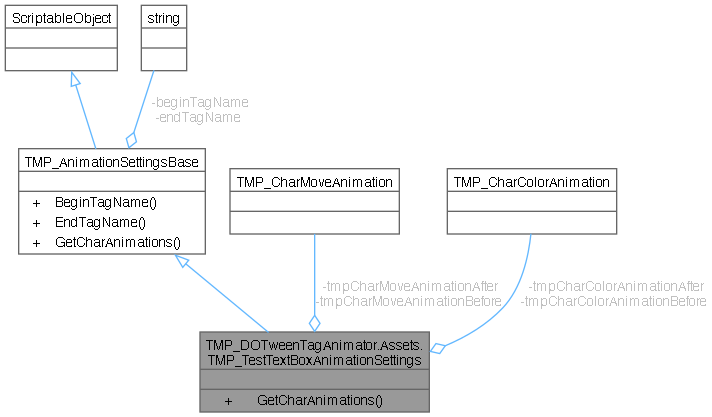 ScriptableObject
string
-beginTagName
-endTagName
TMP_AnimationSettingsBase
+ BeginTagName()
+ EndTagName()
+ GetCharAnimations()
TMP_CharMoveAnimation
TMP_CharColorAnimation
-tmpCharMoveAnimationAfter
-tmpCharMoveAnimationBefore
-tmpCharColorAnimationAfter
-tmpCharColorAnimationBefore
TMP_DOTweenTagAnimator.Assets.
TMP_TestTextBoxAnimationSettings
+ GetCharAnimations()